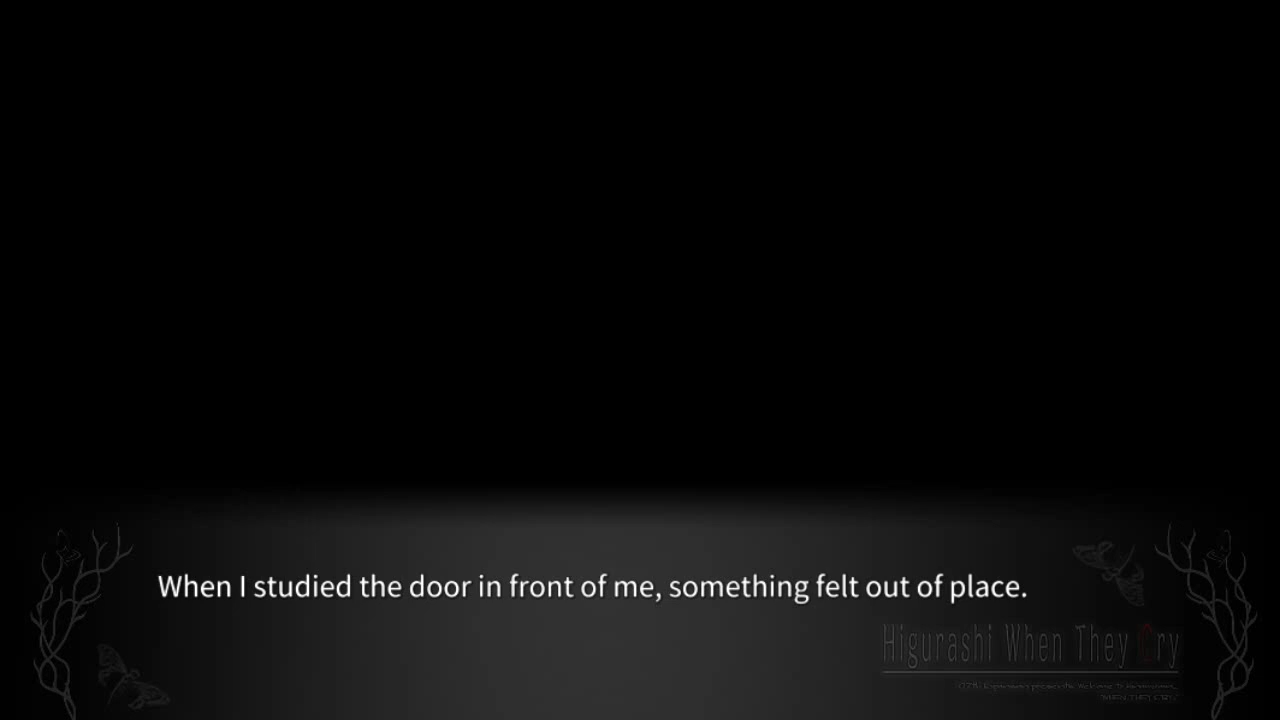 When I studied the door in front of me, something felt out of place.
Higurashi When They Cry